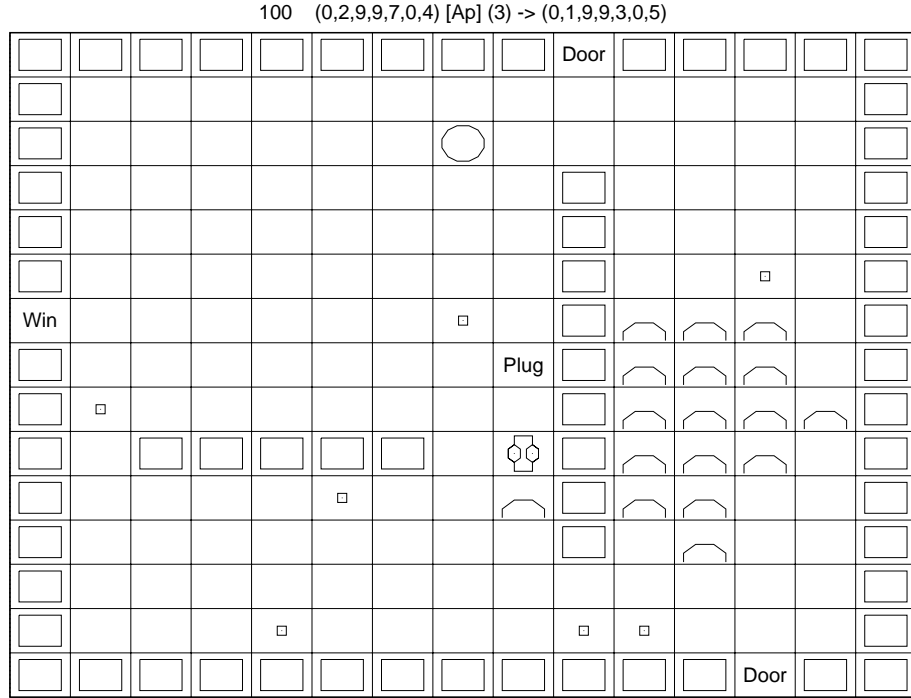 100 (0,2,9,9,7,0,4) [Ap] (3) -> (0,1,9,9,3,0,5)
Door
Win
Plug
Door